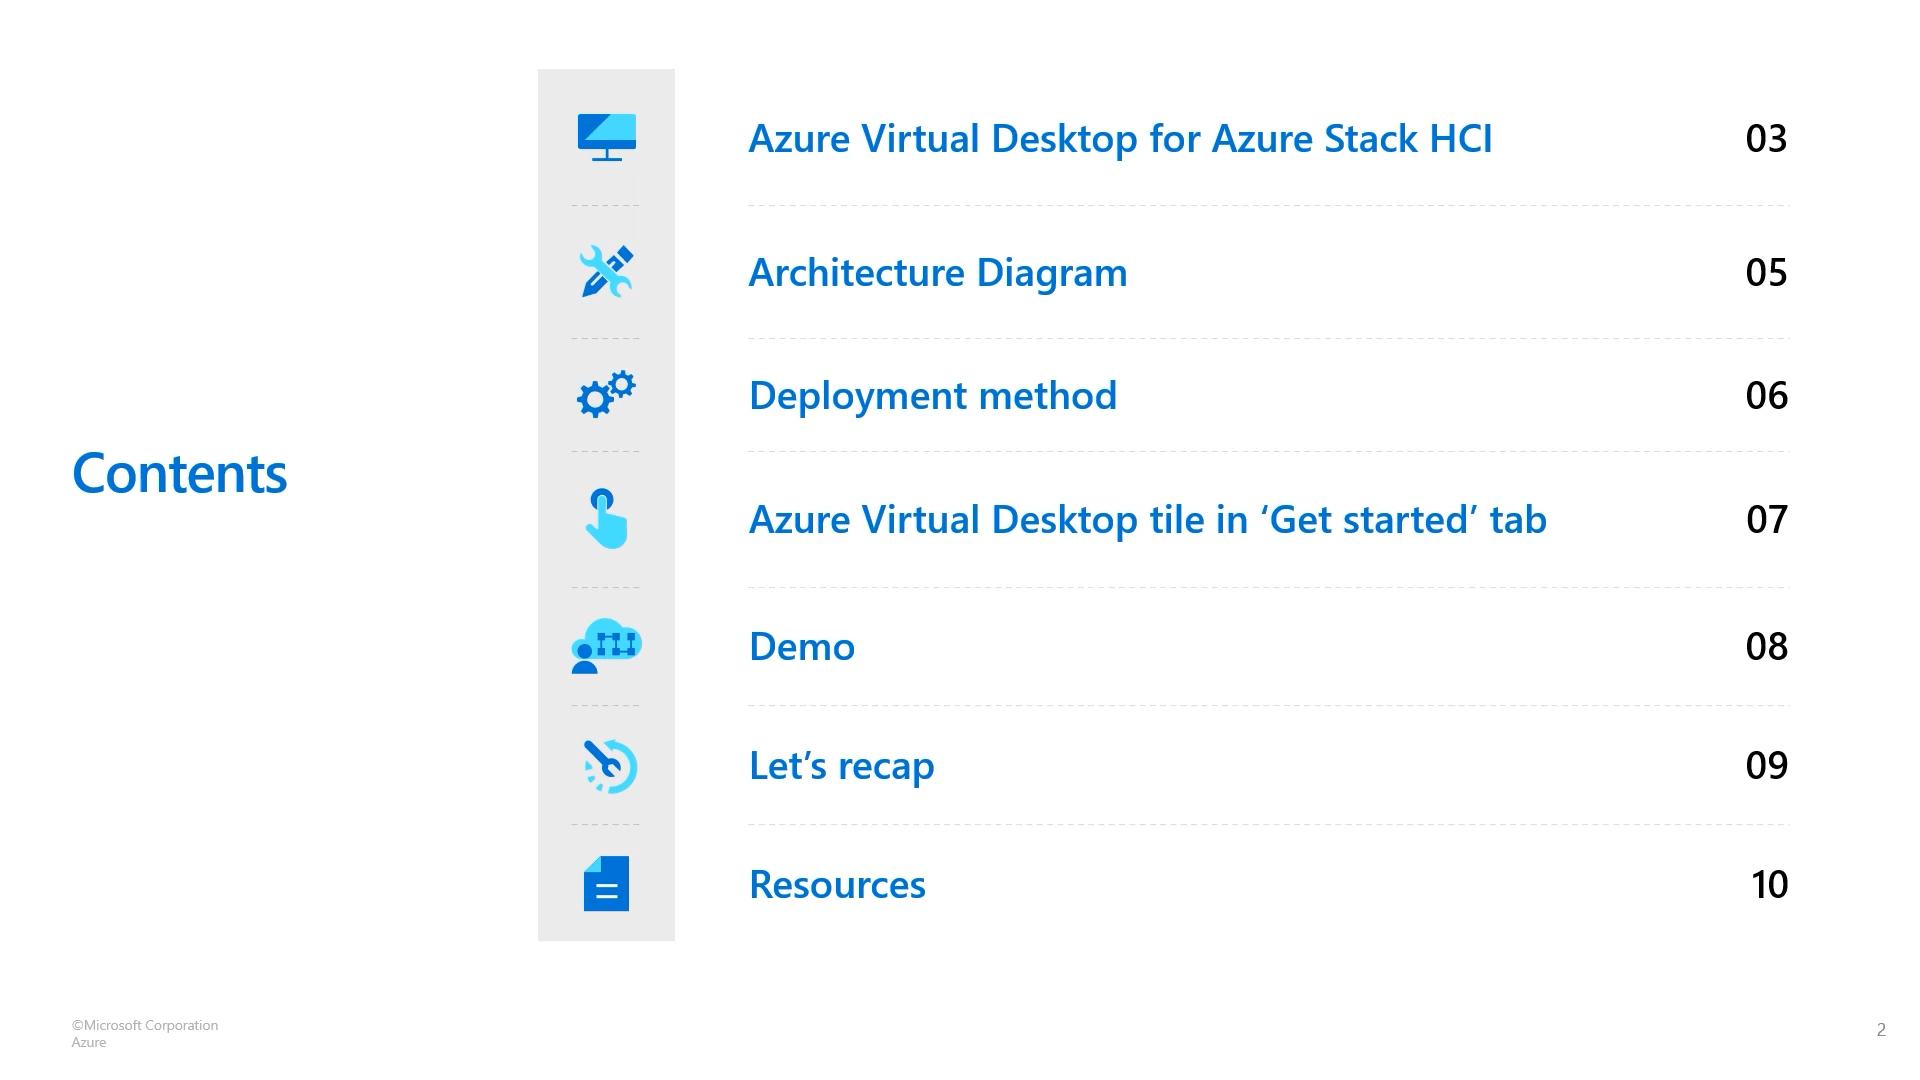 Contents
Azure Virtual Desktop for Azure Stack HCI 03
Architecture Diagram 05
Deployment method 06
Azure Virtual Desktop tile in ‘Get started’ tab 07
Demo 08
Let’s recap 09
Resources 10
©Microsoft Corporation
Azure
2